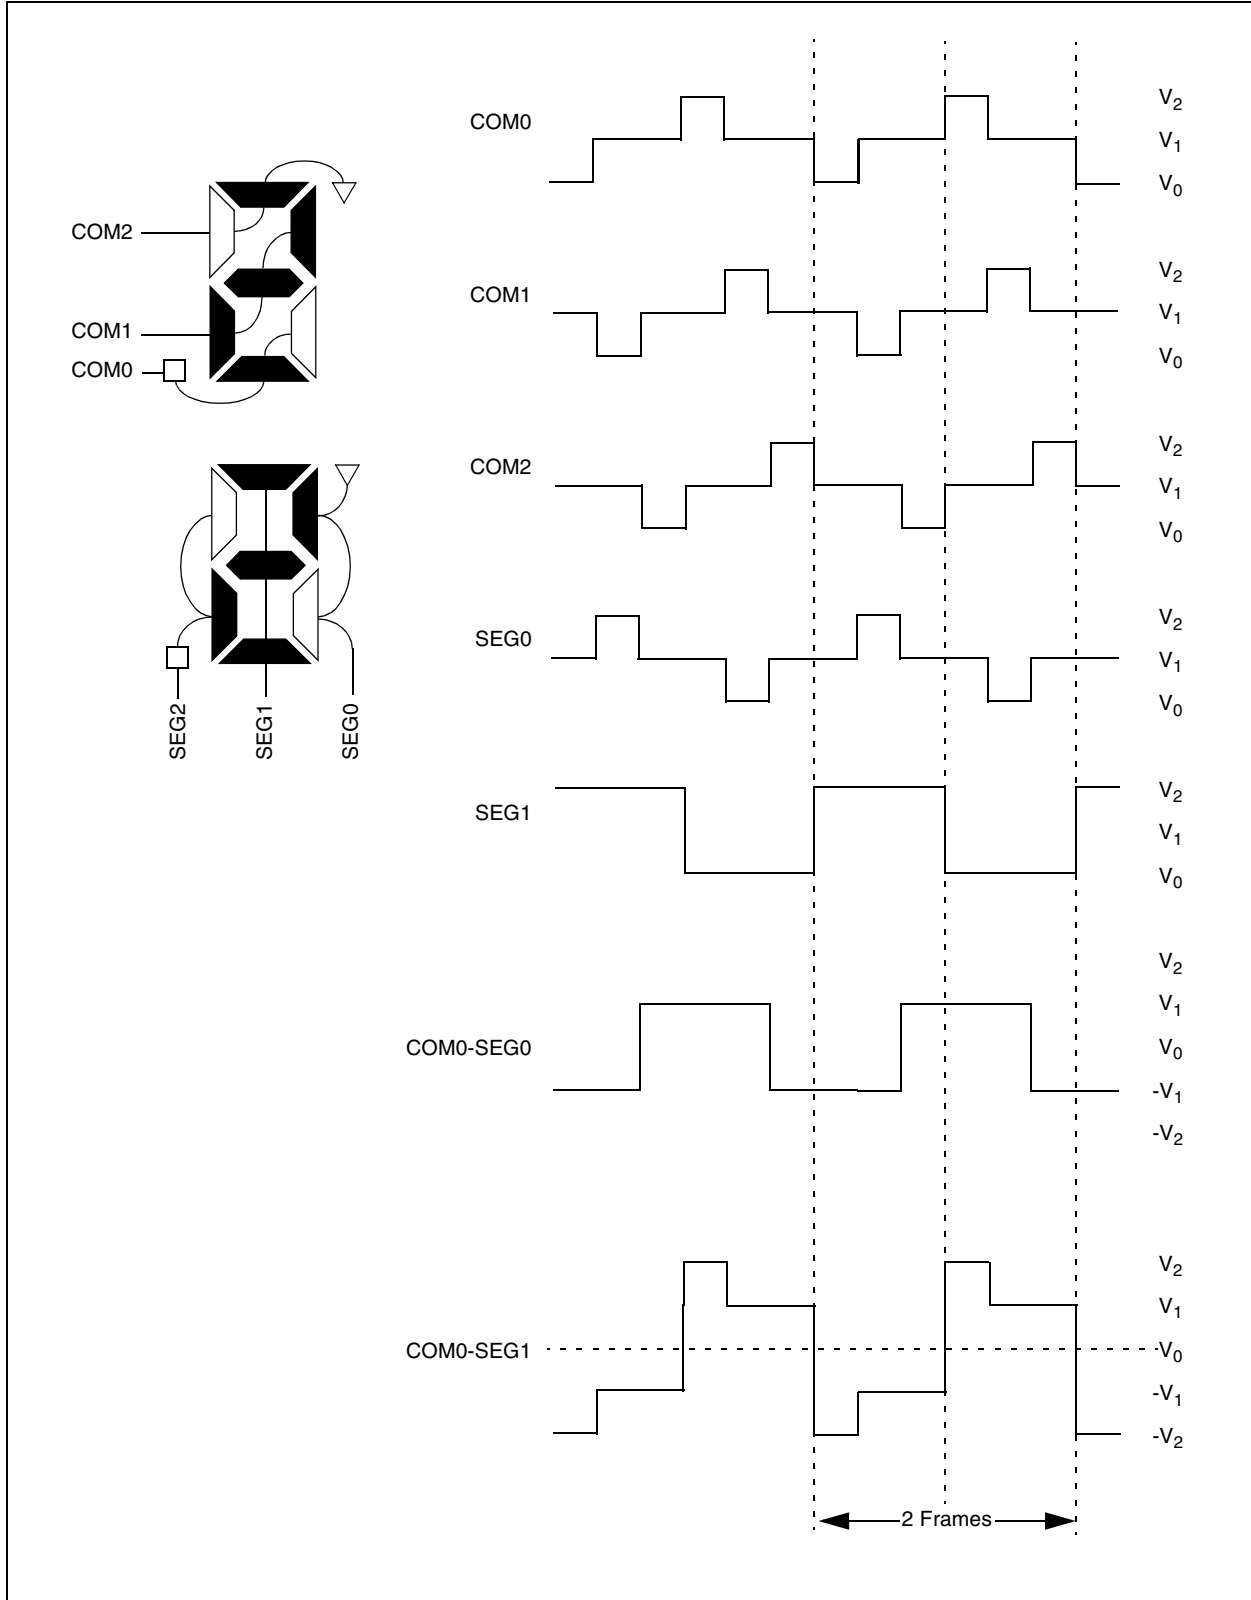 COM2
COM1
COM0
SEG2
SEG1
SEG0
COM0
V2
V1
V0
COM1
V2
V1
V0
COM2
V2
V1
V0
SEG0
V2
V1
V0
SEG1
V2
V1
V0
COM0-SEG0
V2
V1
V0
-V1
-V2
COM0-SEG1
V2
V1
V0
-V1
-V2
2 Frames